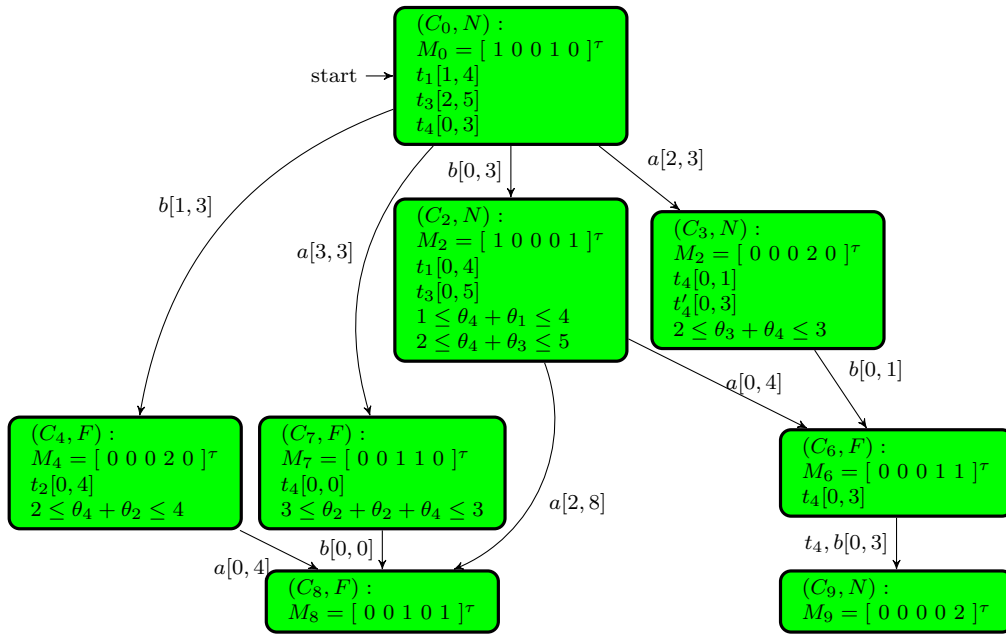 (C₀, N) :
M₀ = [ 1 0 0 1 0 ]^τ
start
t₁[1, 4]
t₃[2, 5]
t₄[0, 3]
b[1, 3]
a[3, 3]
b[0, 3]
a[2, 3]
(C₂, N) :
M₂ = [ 1 0 0 0 1 ]^τ
t₁[0, 4]
t₃[0, 5]
1 ≤ θ₄ + θ₁ ≤ 4
2 ≤ θ₄ + θ₃ ≤ 5
(C₃, N) :
M₂ = [ 0 0 0 2 0 ]^τ
t₄[0, 1]
t′₄[0, 3]
2 ≤ θ₃ + θ₄ ≤ 3
a[0, 4]
b[0, 1]
(C₄, F) :
M₄ = [ 0 0 0 2 0 ]^τ
t₂[0, 4]
2 ≤ θ₄ + θ₂ ≤ 4
(C₇, F) :
M₇ = [ 0 0 1 1 0 ]^τ
t₄[0, 0]
3 ≤ θ₂ + θ₂ + θ₄ ≤ 3
(C₆, F) :
M₆ = [ 0 0 0 1 1 ]^τ
t₄[0, 3]
a[2, 8]
a[0, 4]
b[0, 0]
t₄, b[0, 3]
(C₈, F) :
M₈ = [ 0 0 1 0 1 ]^τ
(C₉, N) :
M₉ = [ 0 0 0 0 2 ]^τ